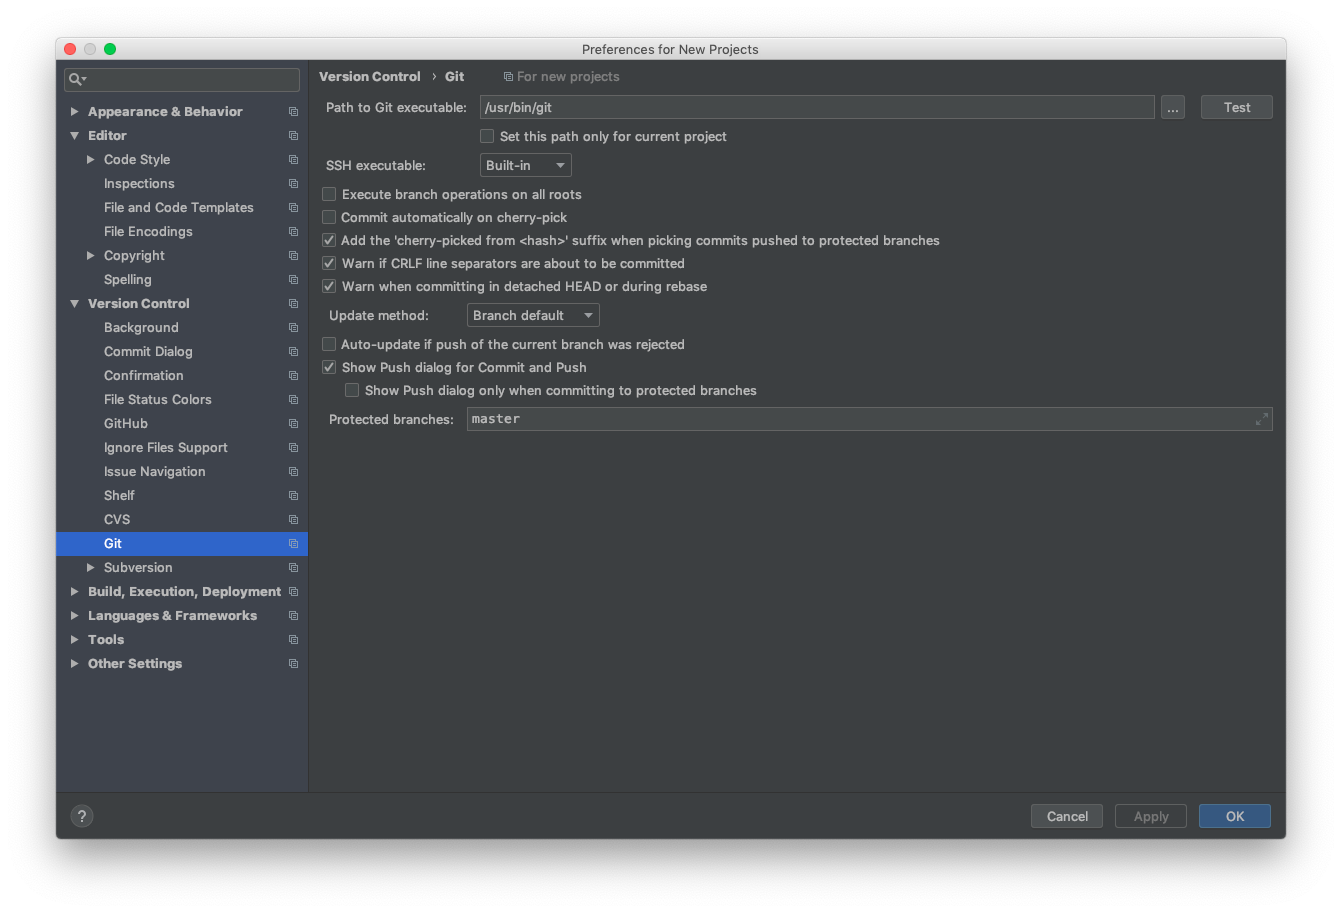 Preferences for New Projects
Appearance & Behavior
Editor
Code Style
Inspections
File and Code Templates
File Encodings
Copyright
Spelling
Version Control
Background
Commit Dialog
Confirmation
File Status Colors
GitHub
Ignore Files Support
Issue Navigation
Shelf
CVS
Git
Subversion
Build, Execution, Deployment
Languages & Frameworks
Tools
Other Settings
Version Control › Git For new projects
Path to Git executable: /usr/bin/git ... Test
Set this path only for current project
SSH executable: Built-in
Execute branch operations on all roots
Commit automatically on cherry-pick
Add the 'cherry-picked from <hash>' suffix when picking commits pushed to protected branches
Warn if CRLF line separators are about to be committed
Warn when committing in detached HEAD or during rebase
Update method: Branch default
Auto-update if push of the current branch was rejected
Show Push dialog for Commit and Push
Show Push dialog only when committing to protected branches
Protected branches: master
? Cancel Apply OK